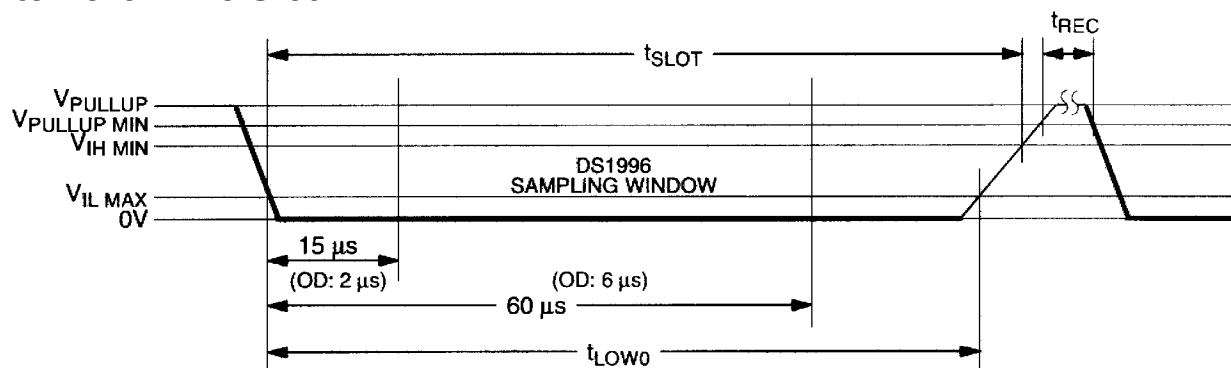 tREC
tSLOT
VPULLUP
VPULLUP MIN
VIH MIN
DS1996
SAMPLING WINDOW
VIL MAX
0V
15 μs
(OD: 2 μs)
(OD: 6 μs)
60 μs
tLOW0